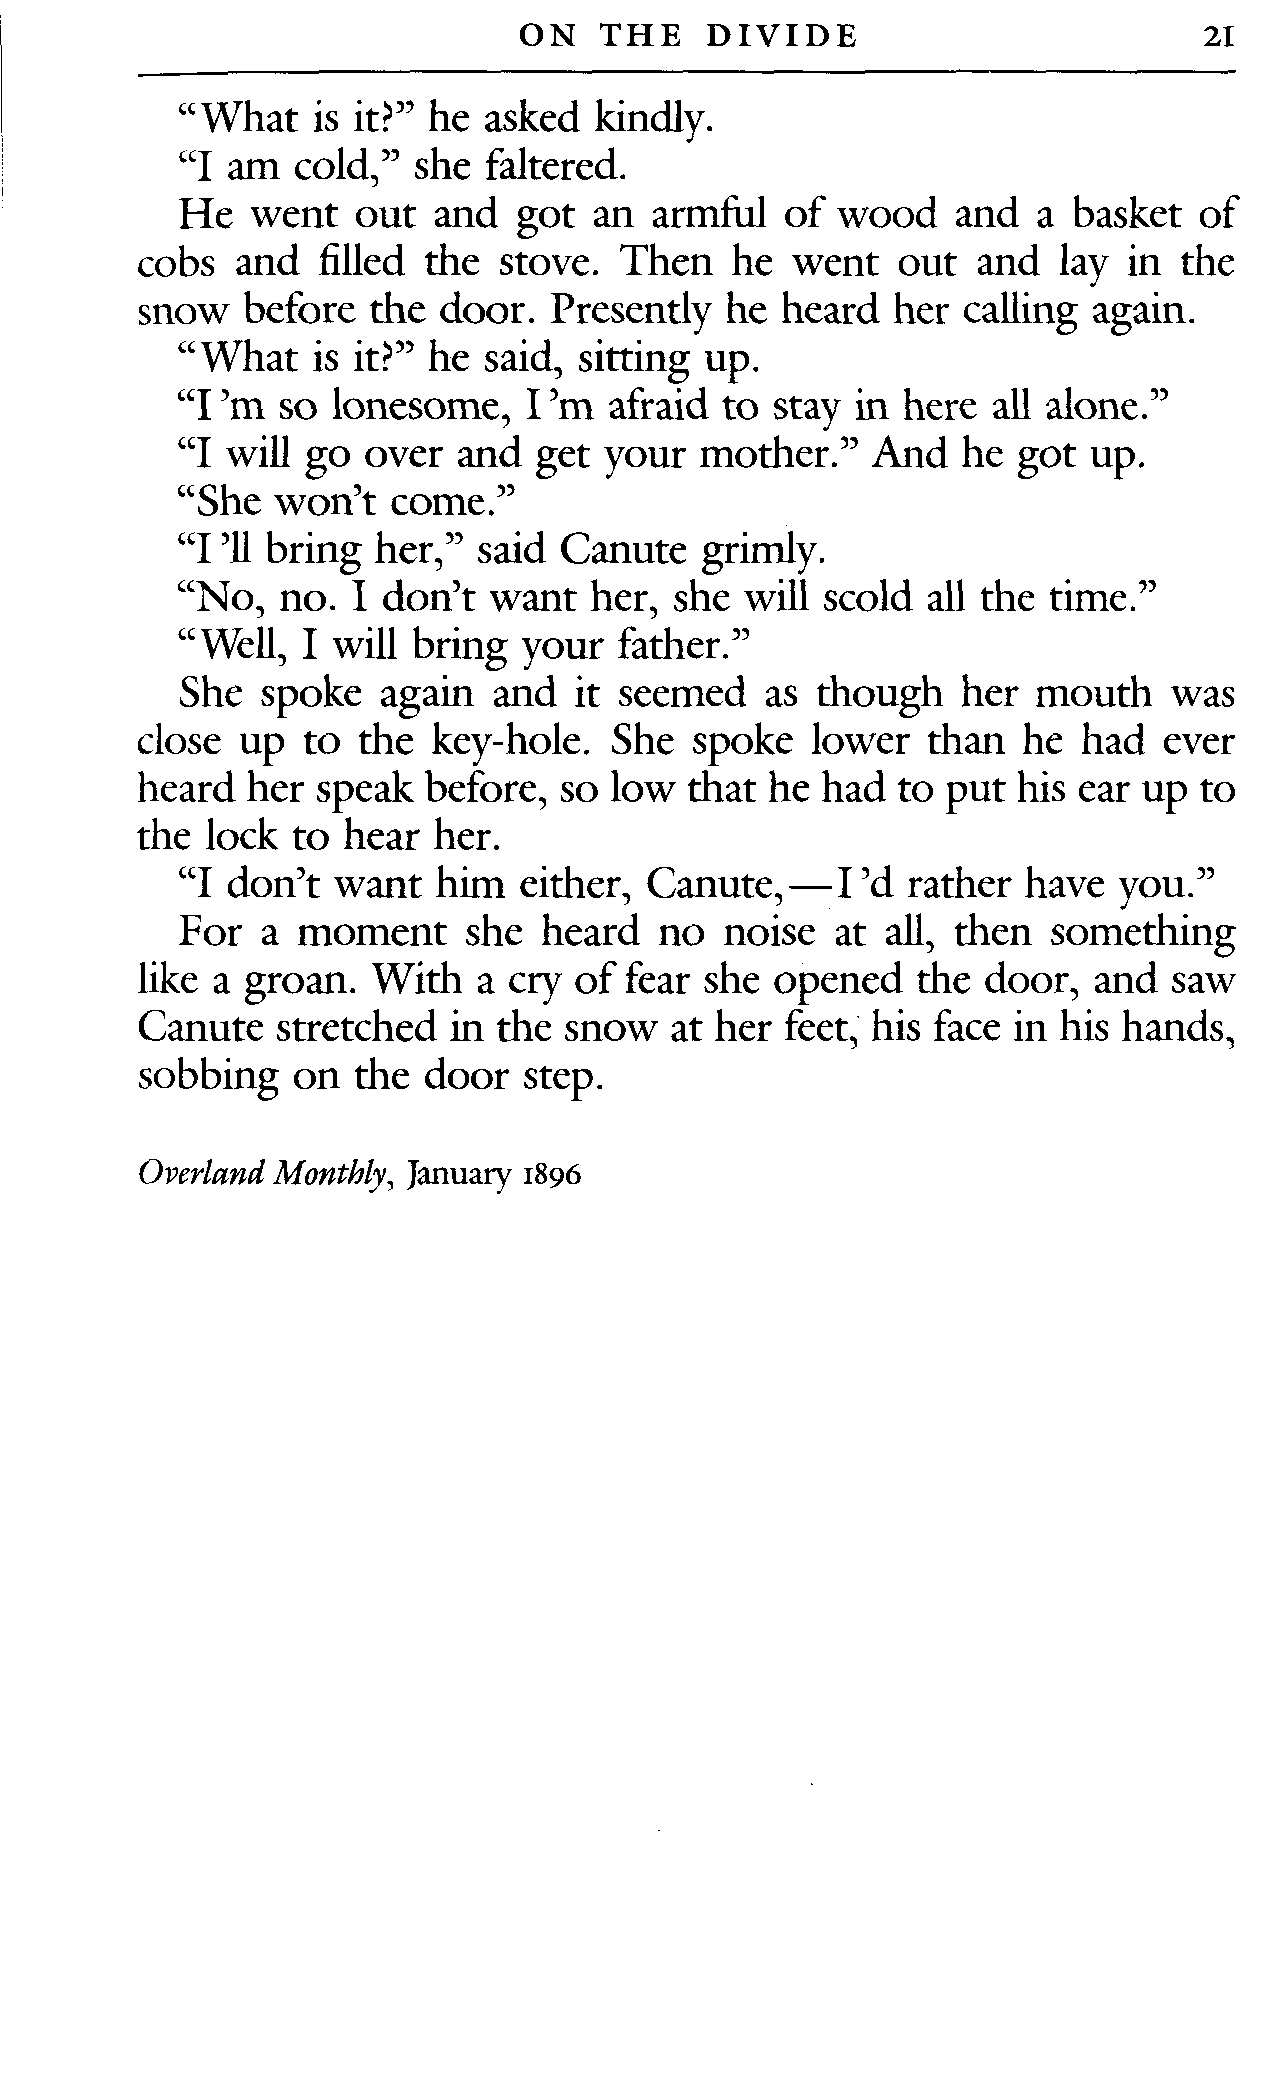 ON THE DIVIDE 21
“What is it?” he asked kindly.
“I am cold,” she faltered.
He went out and got an armful of wood and a basket of
cobs and filled the stove. Then he went out and lay in the
snow before the door. Presently he heard her calling again.
“What is it?” he said, sitting up.
“I ’m so lonesome, I ’m afraid to stay in here all alone.”
“I will go over and get your mother.” And he got up.
“She won’t come.”
“I ’ll bring her,” said Canute grimly.
“No, no. I don’t want her, she will scold all the time.”
“Well, I will bring your father.”
She spoke again and it seemed as though her mouth was
close up to the key-hole. She spoke lower than he had ever
heard her speak before, so low that he had to put his ear up to
the lock to hear her.
“I don’t want him either, Canute,—I ’d rather have you.”
For a moment she heard no noise at all, then something
like a groan. With a cry of fear she opened the door, and saw
Canute stretched in the snow at her feet, his face in his hands,
sobbing on the door step.
Overland Monthly, January 1896